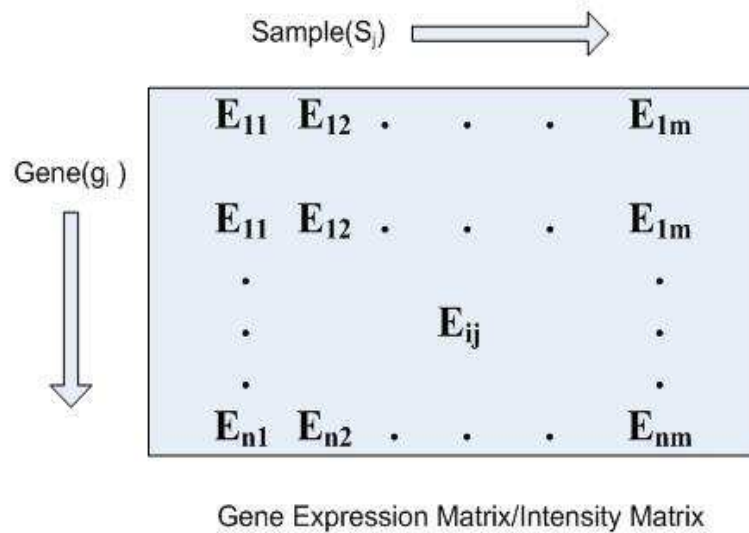 Sample(Sj)
E11 E12 . . . E1m
Gene(gi )
E11 E12 . . . E1m
. .
. Eij .
. .
En1 En2 . . . Enm
Gene Expression Matrix/Intensity Matrix